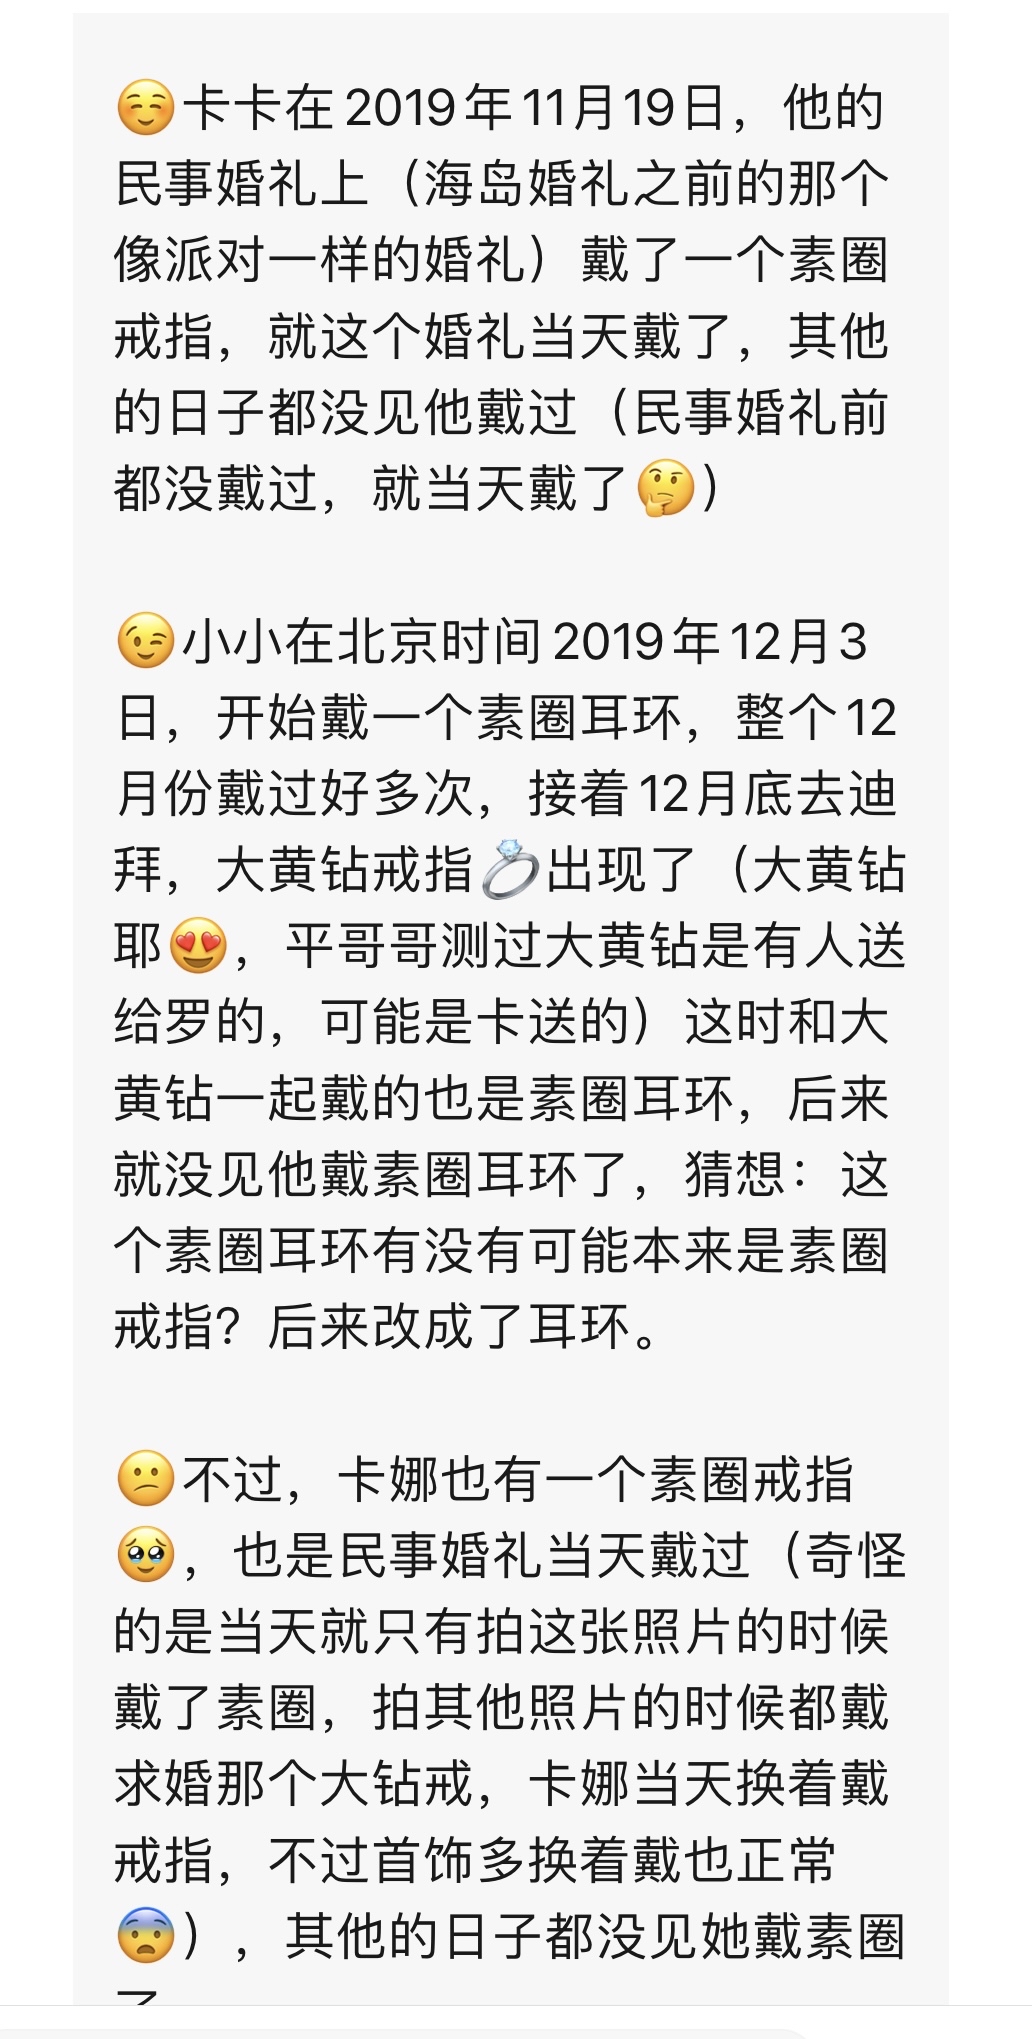 ☺️卡卡在2019年11月19日，他的
民事婚礼上（海岛婚礼之前的那个
像派对一样的婚礼）戴了一个素圈
戒指，就这个婚礼当天戴了，其他
的日子都没见他戴过（民事婚礼前
都没戴过，就当天戴了🤔）
😉小小在北京时间2019年12月3
日，开始戴一个素圈耳环，整个12
月份戴过好多次，接着12月底去迪
拜，大黄钻戒指💍出现了（大黄钻
耶😍，平哥哥测过大黄钻是有人送
给罗的，可能是卡送的）这时和大
黄钻一起戴的也是素圈耳环，后来
就没见他戴素圈耳环了，猜想：这
个素圈耳环有没有可能本来是素圈
戒指？后来改成了耳环。
😕不过，卡娜也有一个素圈戒指
🥹，也是民事婚礼当天戴过（奇怪
的是当天就只有拍这张照片的时候
戴了素圈，拍其他照片的时候都戴
求婚那个大钻戒，卡娜当天换着戴
戒指，不过首饰多换着戴也正常
😨），其他的日子都没见她戴素圈